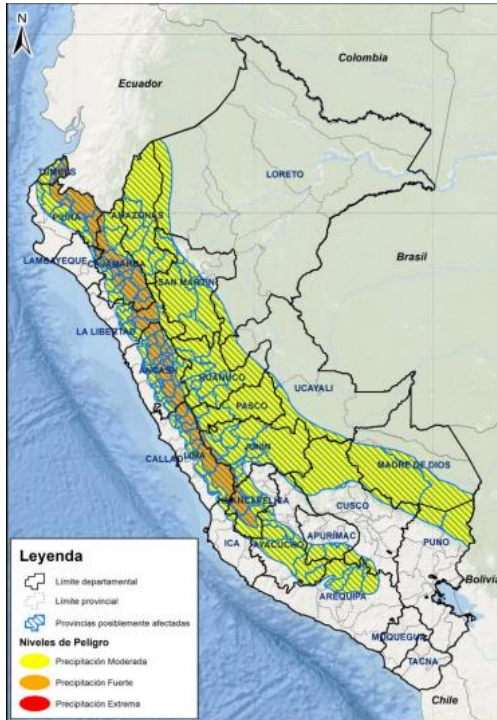 N
Colombia
Ecuador
LORETO
TUMBES
PIURA
AMAZONAS
LAMBAYEQUE
CAJAMARCA
SAN MARTIN
Brasil
LA LIBERTAD
ANCASH
HUANUCO
UCAYALI
PASCO
JUNIN
CALLAO
LIMA
MADRE DE DIOS
HUANCAVELICA
CUSCO
ICA
AYACUCHO
APURIMAC
PUNO
AREQUIPA
Bolivia
MOQUEGUA
TACNA
Chile
Leyenda
Límite departamental
Límite provincial
Provincias posiblemente afectadas
Niveles de Peligro
Precipitación Moderada
Precipitación Fuerte
Precipitación Extrema